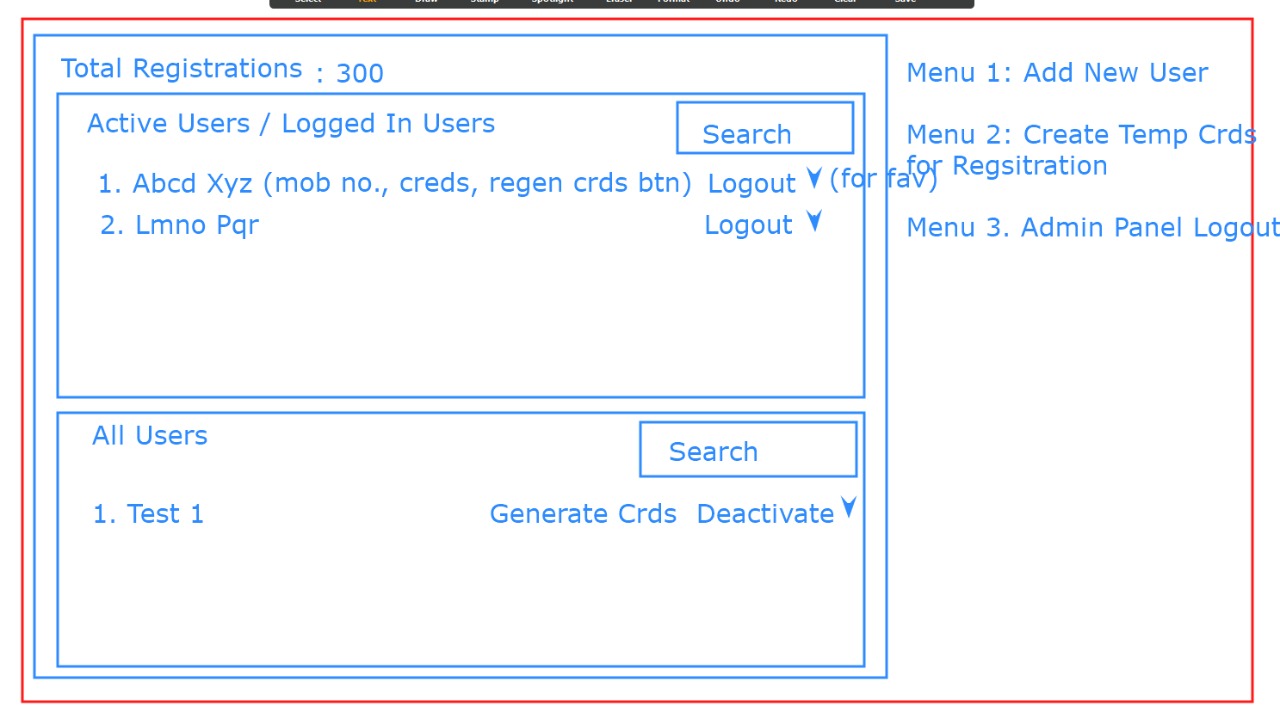 Select Text Draw Stamp Spotlight Eraser Format Undo Redo Clear Save
Total Registrations : 300
Active Users / Logged In Users
Search
1. Abcd Xyz (mob no., creds, regen crds btn) Logout (for fav)
2. Lmno Pqr Logout
All Users
Search
1. Test 1 Generate Crds Deactivate
Menu 1: Add New User
Menu 2: Create Temp Crds
for Regsitration
Menu 3. Admin Panel Logout